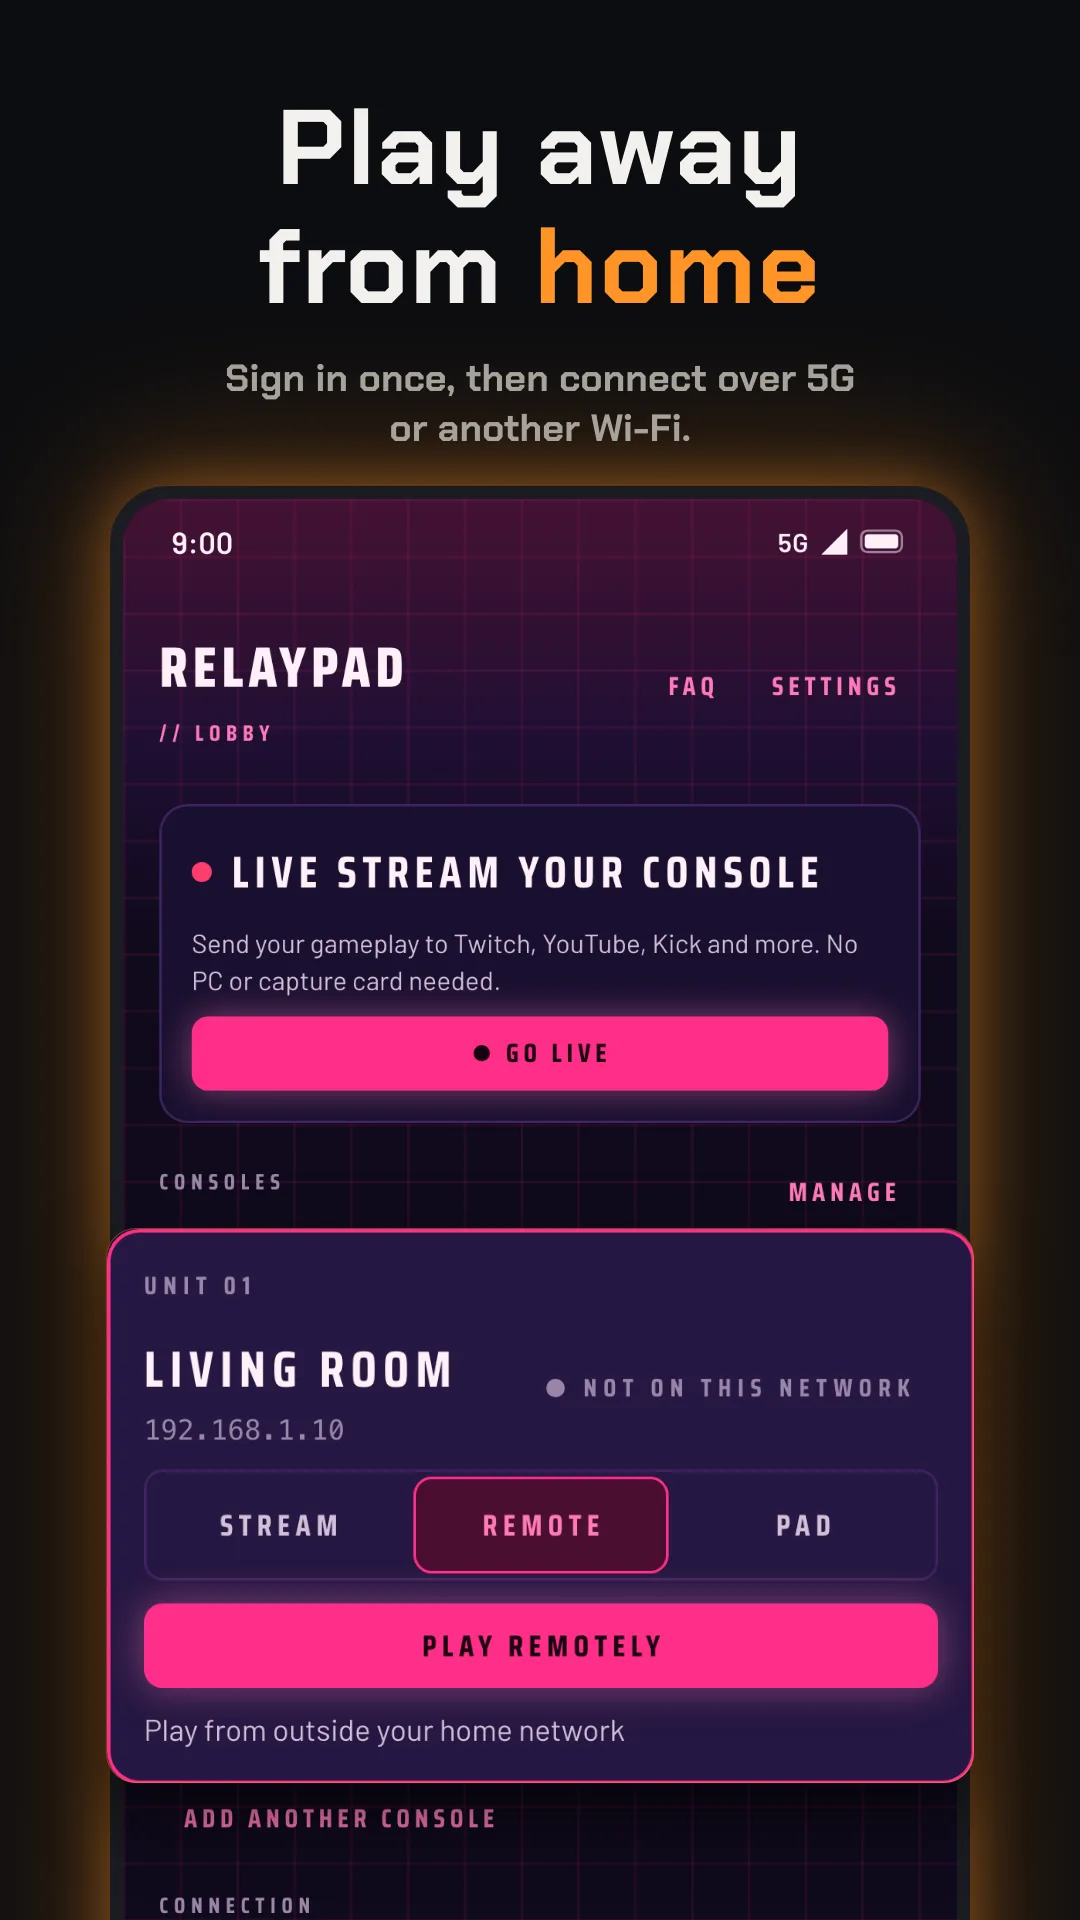 Play away
from home
Sign in once, then connect over 5G
or another Wi-Fi.
9:00
5G
RELAYPAD
FAQ
SETTINGS
// LOBBY
LIVE STREAM YOUR CONSOLE
Send your gameplay to Twitch, YouTube, Kick and more. No
PC or capture card needed.
GO LIVE
CONSOLES
MANAGE
UNIT 01
LIVING ROOM
NOT ON THIS NETWORK
192.168.1.10
STREAM
REMOTE
PAD
PLAY REMOTELY
Play from outside your home network
ADD ANOTHER CONSOLE
CONNECTION